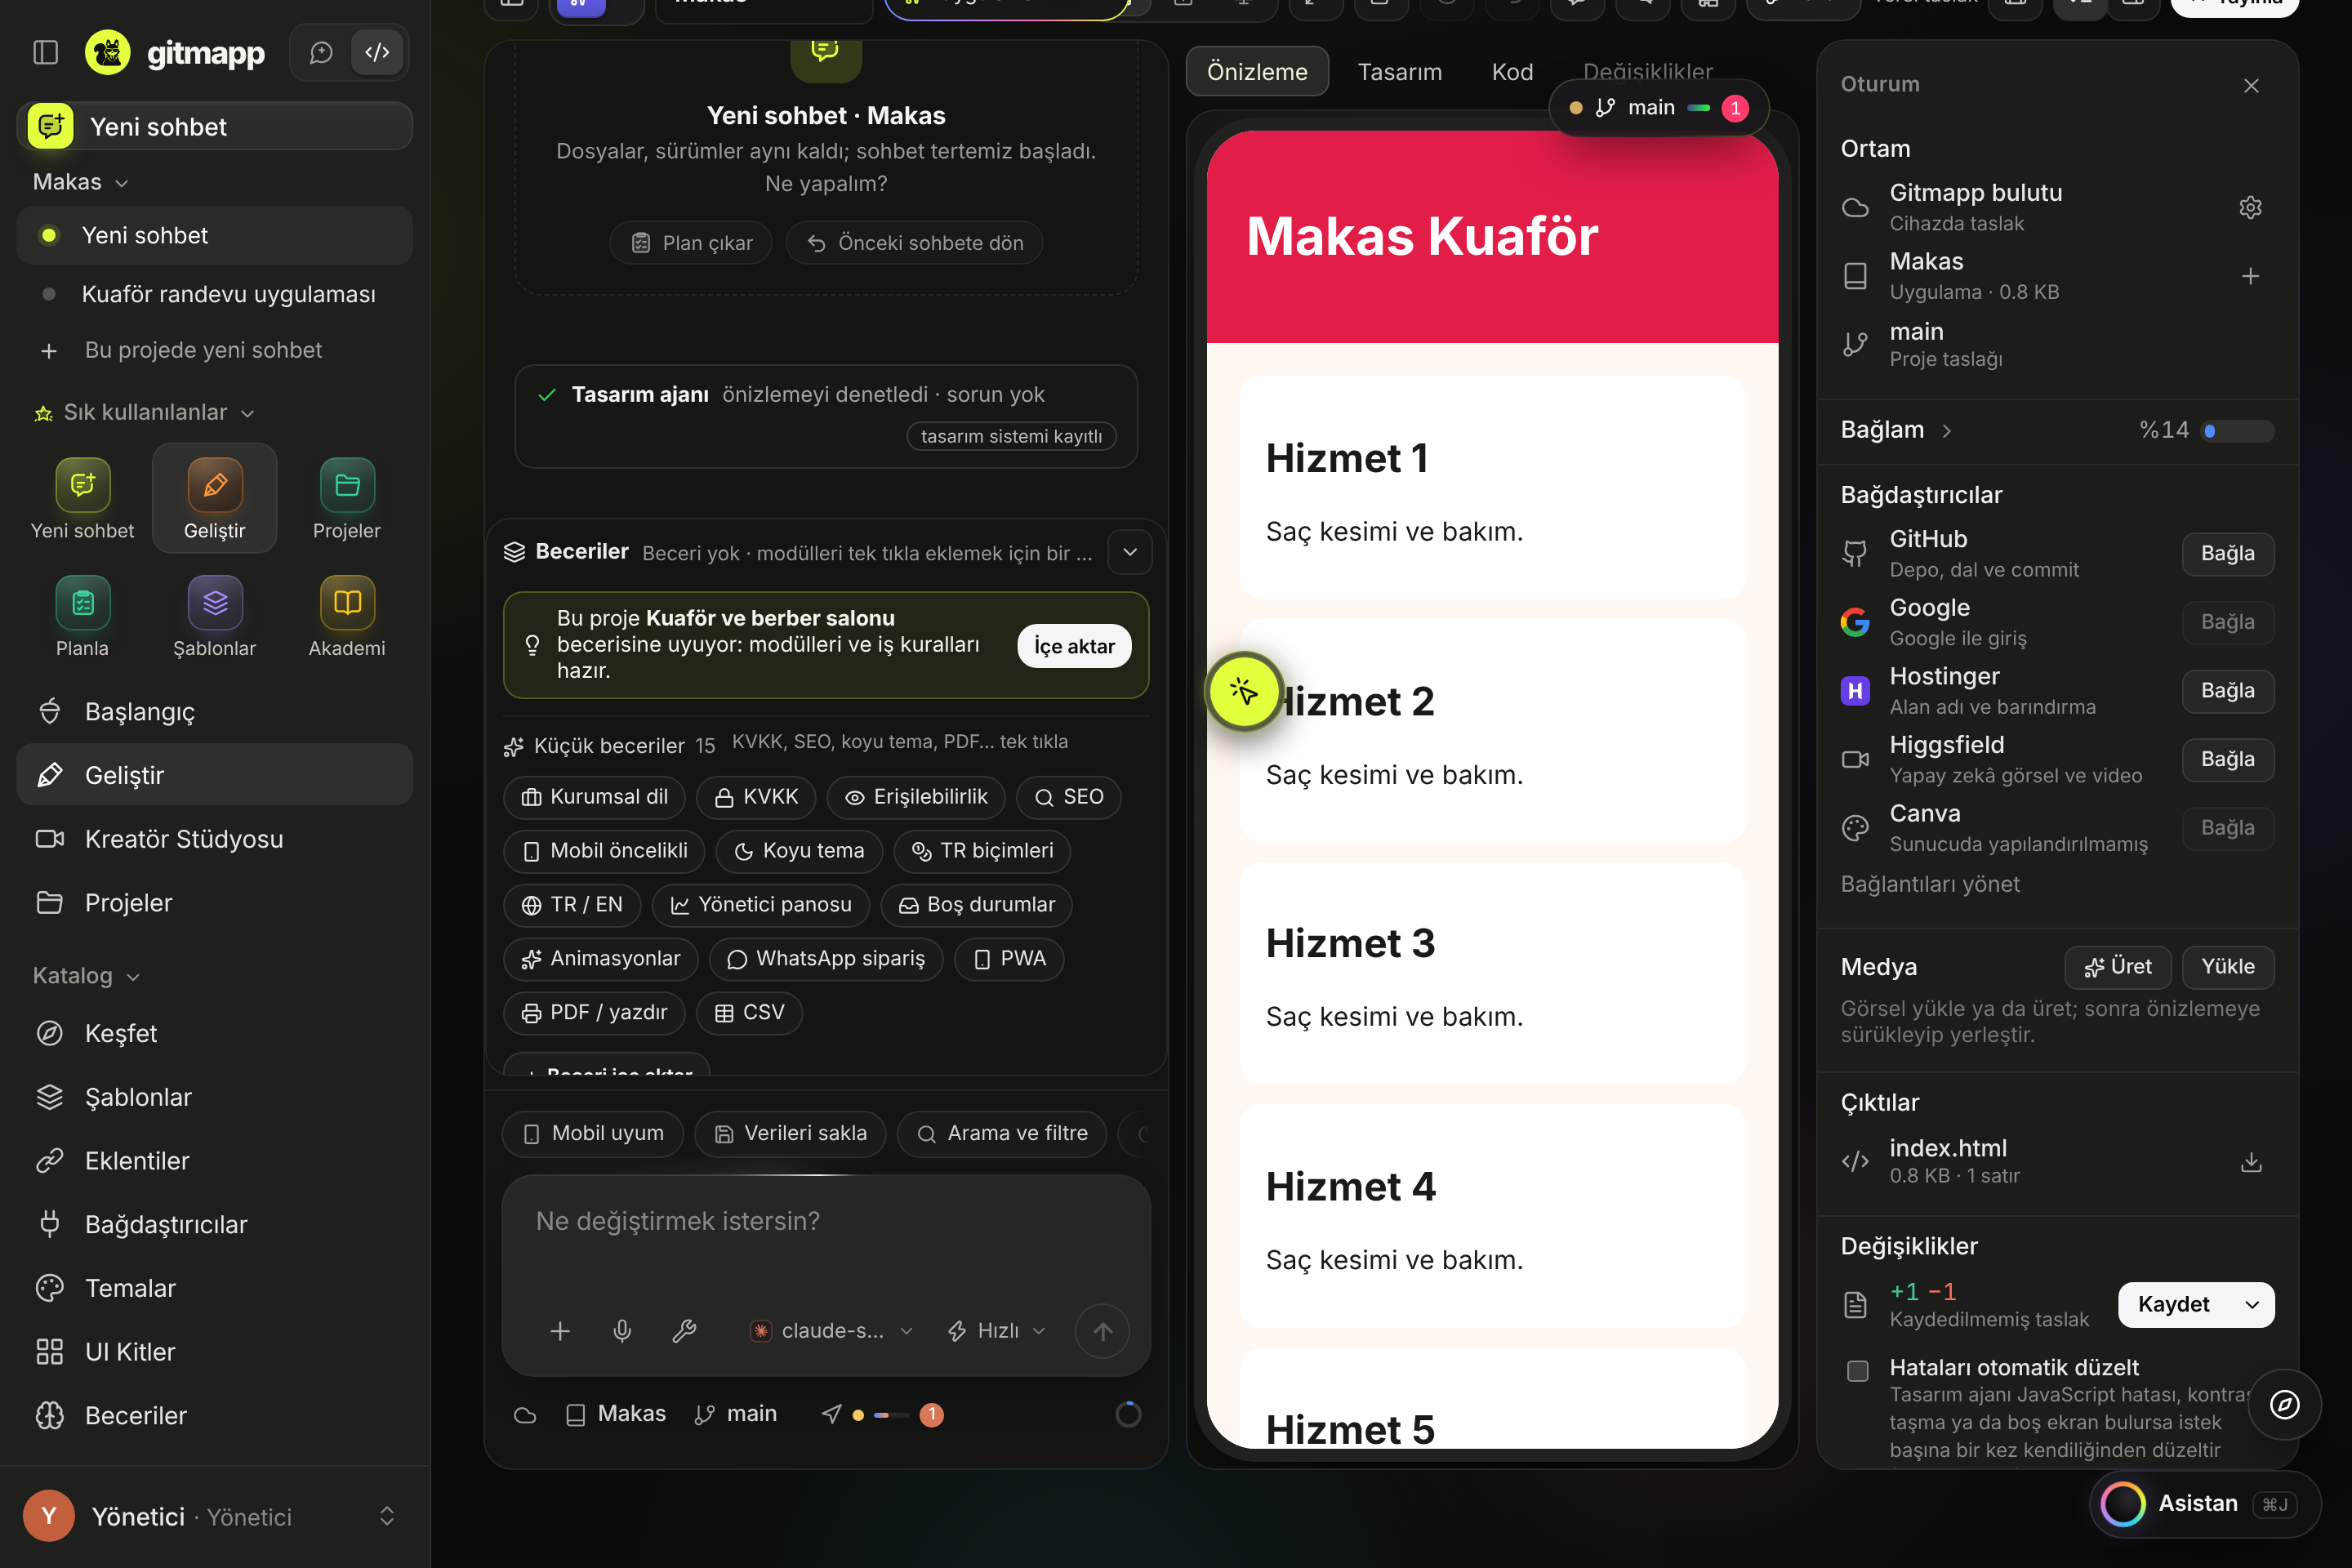 gitmapp
Yeni sohbet
Makas
Yeni sohbet
Kuaför randevu uygulaması
Bu projede yeni sohbet
Sık kullanılanlar
Yeni sohbet
Geliştir
Projeler
Planla
Şablonlar
Akademi
Başlangıç
Geliştir
Kreatör Stüdyosu
Projeler
Katalog
Keşfet
Şablonlar
Eklentiler
Bağdaştırıcılar
Temalar
UI Kitler
Beceriler
Y
Yönetici · Yönetici
Yeni sohbet · Makas
Dosyalar, sürümler aynı kaldı; sohbet tertemiz başladı.
Ne yapalım?
Plan çıkar
Önceki sohbete dön
Tasarım ajanı önizlemeyi denetledi · sorun yok
tasarım sistemi kayıtlı
Beceriler Beceri yok · modülleri tek tıkla eklemek için bir ...
Bu proje Kuaför ve berber salonu
becerisine uyuyor: modülleri ve iş kuralları
hazır.
İçe aktar
Küçük beceriler 15 KVKK, SEO, koyu tema, PDF... tek tıkla
Kurumsal dil
KVKK
Erişilebilirlik
SEO
Mobil öncelikli
Koyu tema
TR biçimleri
TR / EN
Yönetici panosu
Boş durumlar
Animasyonlar
WhatsApp sipariş
PWA
PDF / yazdır
CSV
Mobil uyum
Verileri sakla
Arama ve filtre
Ne değiştirmek istersin?
claude-s...
Hızlı
Makas
main
1
Önizleme
Tasarım
Kod
Değişiklikler
main
1
Makas Kuaför
Hizmet 1
Saç kesimi ve bakım.
Hizmet 2
Saç kesimi ve bakım.
Hizmet 3
Saç kesimi ve bakım.
Hizmet 4
Saç kesimi ve bakım.
Hizmet 5
Oturum
Ortam
Gitmapp bulutu
Cihazda taslak
Makas
Uygulama · 0.8 KB
main
Proje taslağı
Bağlam
%14
Bağdaştırıcılar
GitHub
Depo, dal ve commit
Bağla
Google
Google ile giriş
Bağla
Hostinger
Alan adı ve barındırma
Bağla
Higgsfield
Yapay zekâ görsel ve video
Bağla
Canva
Sunucuda yapılandırılmamış
Bağla
Bağlantıları yönet
Medya
Üret
Yükle
Görsel yükle ya da üret; sonra önizlemeye
sürükleyip yerleştir.
Çıktılar
index.html
0.8 KB · 1 satır
Değişiklikler
+1 −1
Kaydedilmemiş taslak
Kaydet
Hataları otomatik düzelt
Tasarım ajanı JavaScript hatası,
taşma ya da boş ekran bulursa istek
başına bir kez kendiliğinden düzeltir
Asistan ⌘J